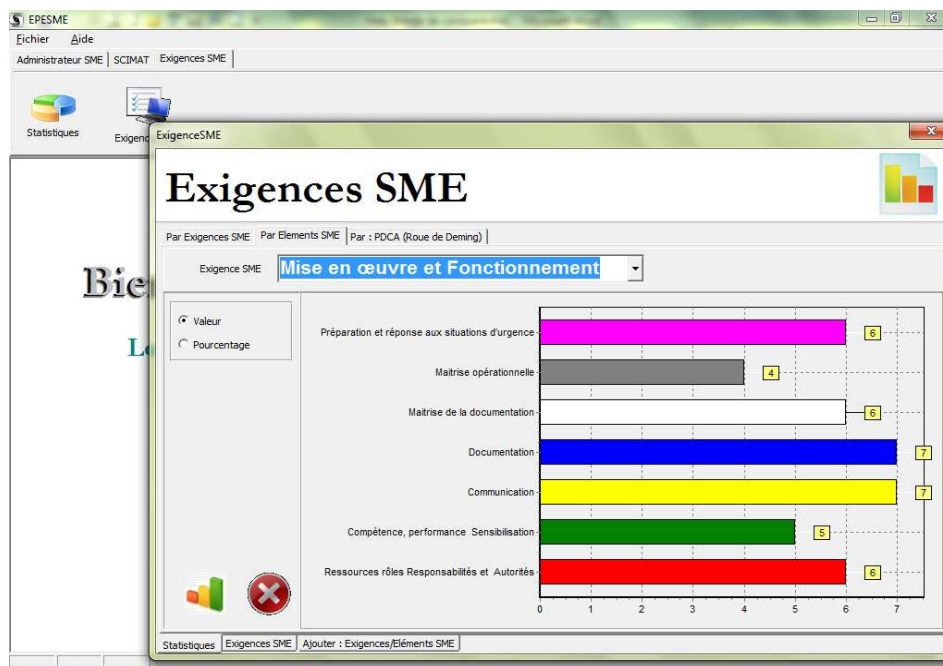 EPESME
Fichier Aide
Administrateur SME SCIMAT Exigences SME
Statistiques
Exigenc
ExigenceSME
Exigences SME
Par Exigences SME Par Elements SME Par : PDCA (Roue de Deming)
Exigence SME Mise en œuvre et Fonctionnement
Bie
L
Valeur
Pourcentage
Préparation et réponse aux situations d'urgence 6
Maitrise opérationnelle 4
Maitrise de la documentation 6
Documentation 7
Communication 7
Compétence, performance Sensibilisation 5
Ressources rôles Responsabilités et Autorités 6
0 1 2 3 4 5 6 7
Statistiques Exigences SME Ajouter : Exigences/Eléments SME